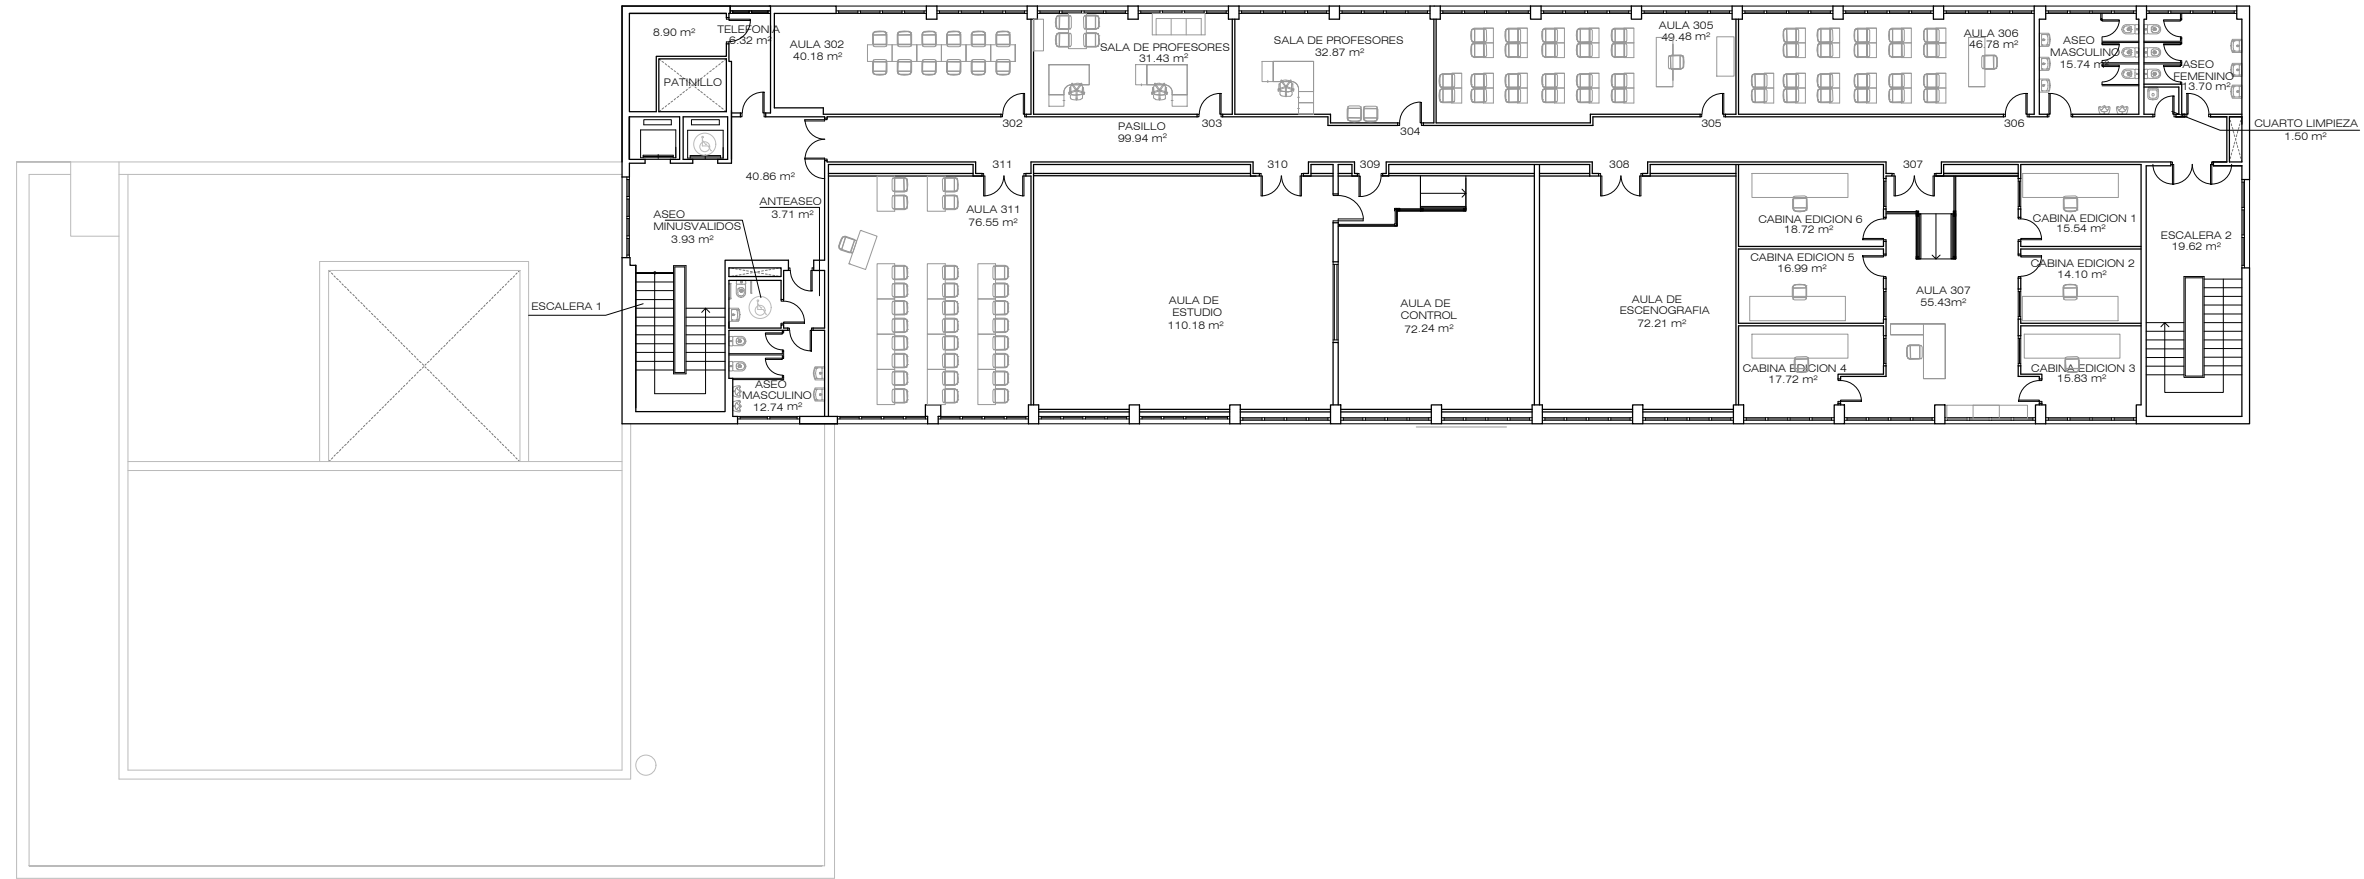 8.90 m²
TELEFONIA
6.32 m²
PATINILLO
AULA 302
40.18 m²
SALA DE PROFESORES
31.43 m²
SALA DE PROFESORES
32.87 m²
AULA 305
49.48 m²
AULA 306
46.78 m²
ASEO
MASCULINO
15.74 m²
ASEO
FEMENINO
13.70 m²
CUARTO LIMPIEZA
1.50 m²
302
PASILLO
99.94 m²
303
304
305
306
311
310
309
308
307
40.86 m²
ANTEASEO
3.71 m²
ASEO
MINUSVALIDOS
3.93 m²
ESCALERA 1
ASEO
MASCULINO
12.74 m²
AULA 311
76.55 m²
AULA DE
ESTUDIO
110.18 m²
AULA DE
CONTROL
72.24 m²
AULA DE
ESCENOGRAFIA
72.21 m²
CABINA EDICION 6
18.72 m²
CABINA EDICION 5
16.99 m²
CABINA EDICION 4
17.72 m²
AULA 307
55.43m²
CABINA EDICION 1
15.54 m²
CABINA EDICION 2
14.10 m²
CABINA EDICION 3
15.83 m²
ESCALERA 2
19.62 m²